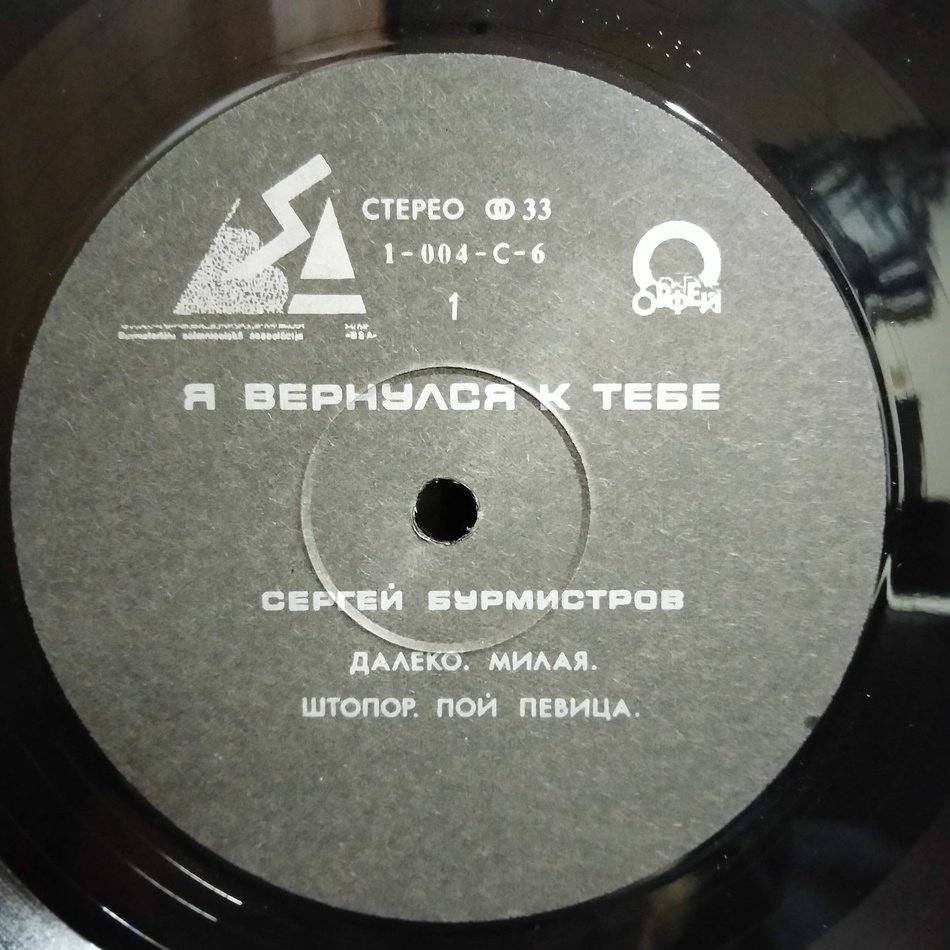 СТЕРЕО 33
1-004-С-6
1
ОРФЕЙ
Я ВЕРНУЛСЯ К ТЕБЕ
СЕРГЕЙ БУРМИСТРОВ
ДАЛЕКО. МИЛАЯ.
ШТОПОР. ПОЙ ПЕВИЦА.